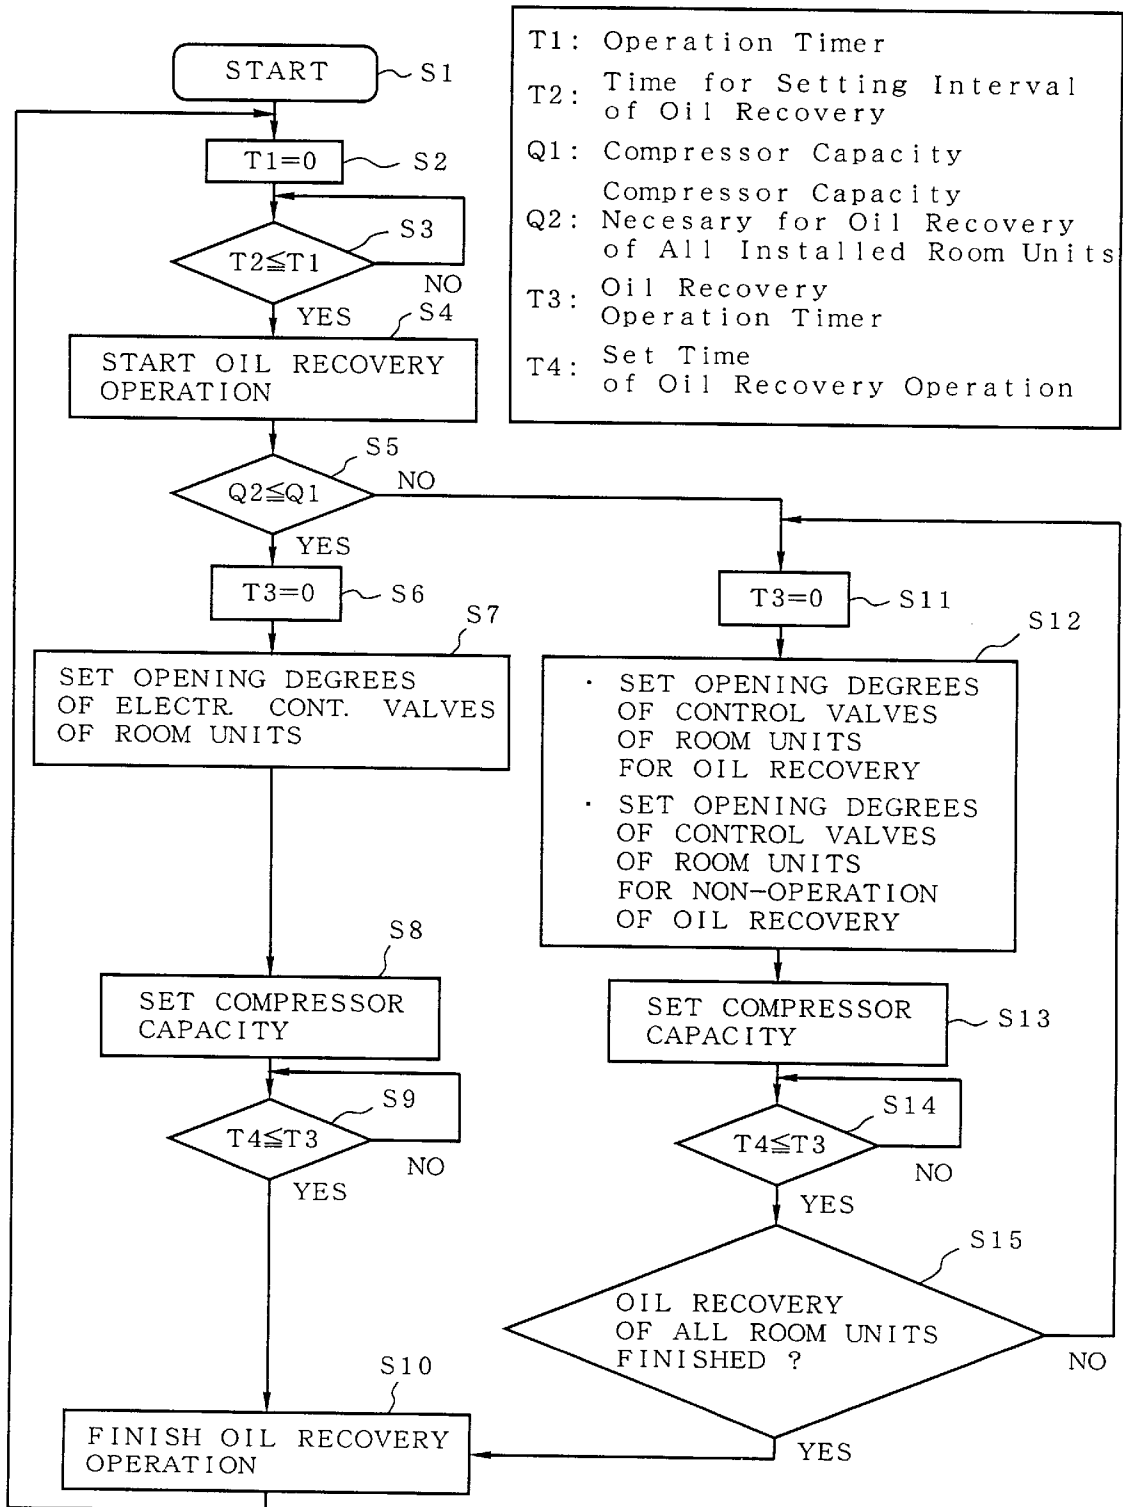 START
S1
T1=0
S2
T2≦T1
S3
NO
YES
S4
START OIL RECOVERY
OPERATION
T1: Operation Timer
T2: Time for Setting Interval
of Oil Recovery
Q1: Compressor Capacity
Compressor Capacity
Q2: Necesary for Oil Recovery
of All Installed Room Units
T3: Oil Recovery
Operation Timer
T4: Set Time
of Oil Recovery Operation
S5
Q2≦Q1
NO
YES
T3=0
S6
S7
SET OPENING DEGREES
OF ELECTR. CONT. VALVES
OF ROOM UNITS
S8
SET COMPRESSOR
CAPACITY
S9
T4≦T3
NO
YES
T3=0
S11
S12
· SET OPENING DEGREES
OF CONTROL VALVES
OF ROOM UNITS
FOR OIL RECOVERY
· SET OPENING DEGREES
OF CONTROL VALVES
OF ROOM UNITS
FOR NON-OPERATION
OF OIL RECOVERY
SET COMPRESSOR
CAPACITY
S13
S14
T4≦T3
NO
YES
S15
OIL RECOVERY
OF ALL ROOM UNITS
FINISHED ?
NO
YES
S10
FINISH OIL RECOVERY
OPERATION